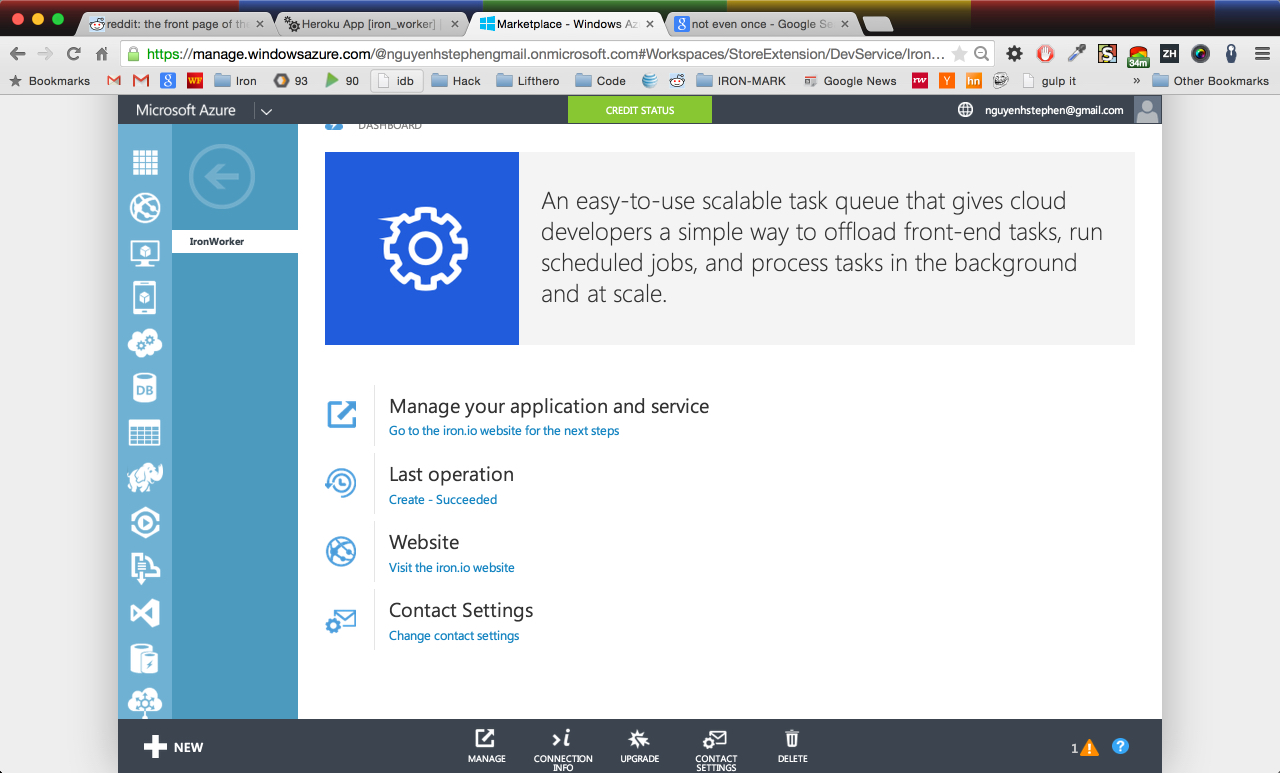 reddit: the front page of th
Heroku App [iron_worker] |
Marketplace - Windows Az
not even once - Google Se
https://manage.windowsazure.com/@nguyenhstephengmail.onmicrosoft.com#Workspaces/StoreExtension/DevService/Iron...
34m
ZH
Bookmarks
WF
Iron
93
90
idb
Hack
Lifthero
Code
IRON-MARK
Google News
rw
Y
hn
gulp it
»
Other Bookmarks
Microsoft Azure
CREDIT STATUS
nguyenhstephen@gmail.com
DASHBOARD
IronWorker
DB
An easy-to-use scalable task queue that gives cloud
developers a simple way to offload front-end tasks, run
scheduled jobs, and process tasks in the background
and at scale.
Manage your application and service
Go to the iron.io website for the next steps
Last operation
Create - Succeeded
Website
Visit the iron.io website
Contact Settings
Change contact settings
NEW
MANAGE
CONNECTION
INFO
UPGRADE
CONTACT
SETTINGS
DELETE
1
?